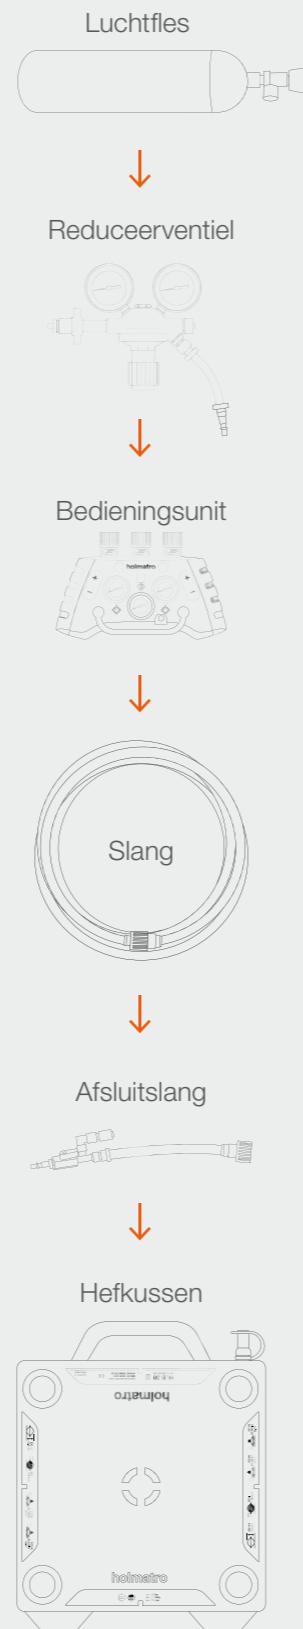 Luchtfles
Reduceerventiel
Bedieningsunit
holmatro
Slang
Afsluitslang
Hefkussen
holmatro
holmatro